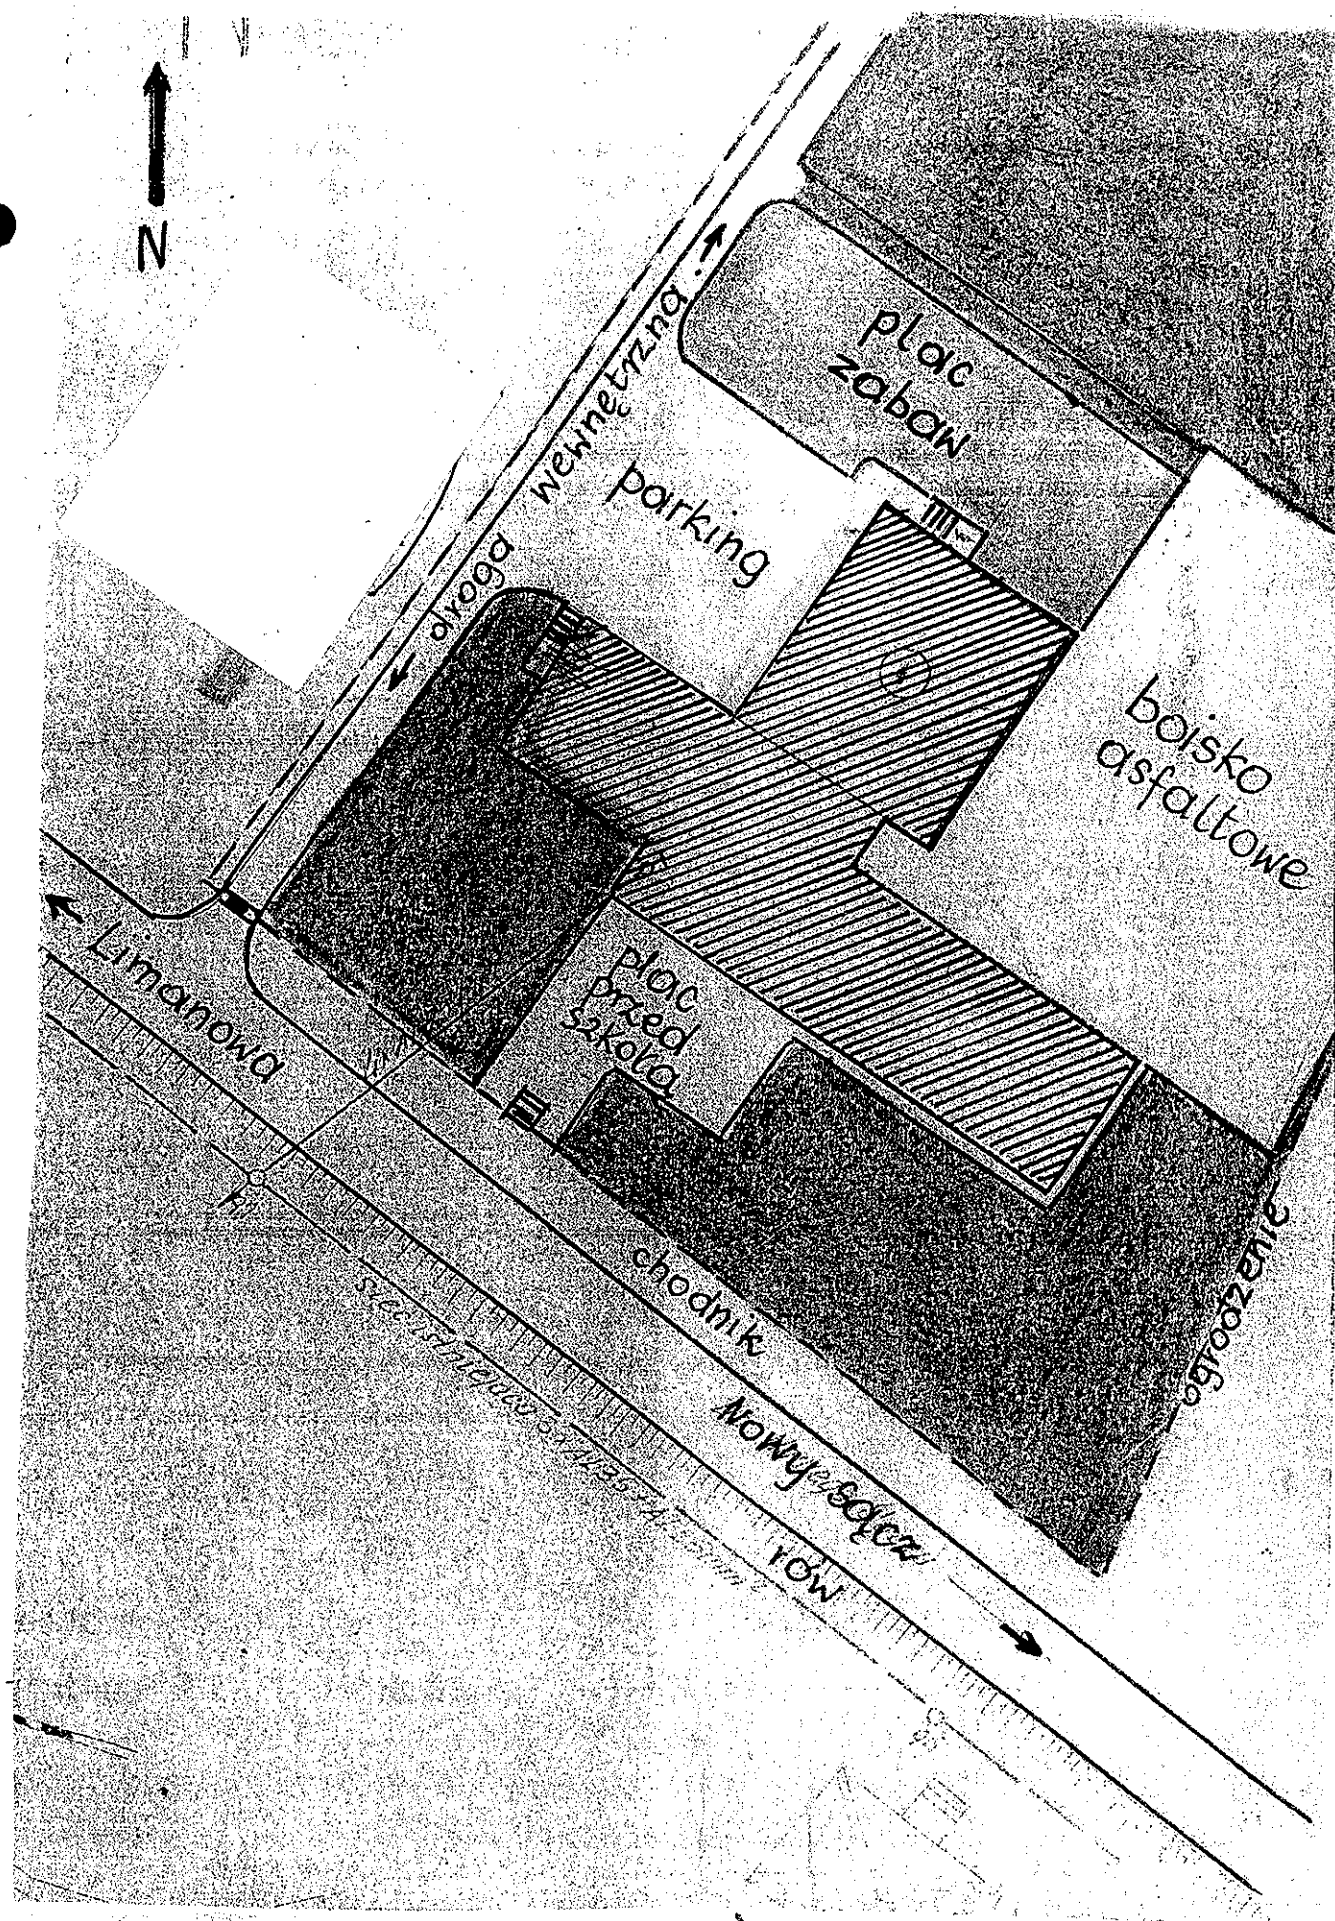 N
plac
zabaw
droga wewnętrzna
parking
boisko
asfaltowe
Limanowa
plac
przed
szkołą
chodnik
ogrodzenie
Nowy Sącz
rów